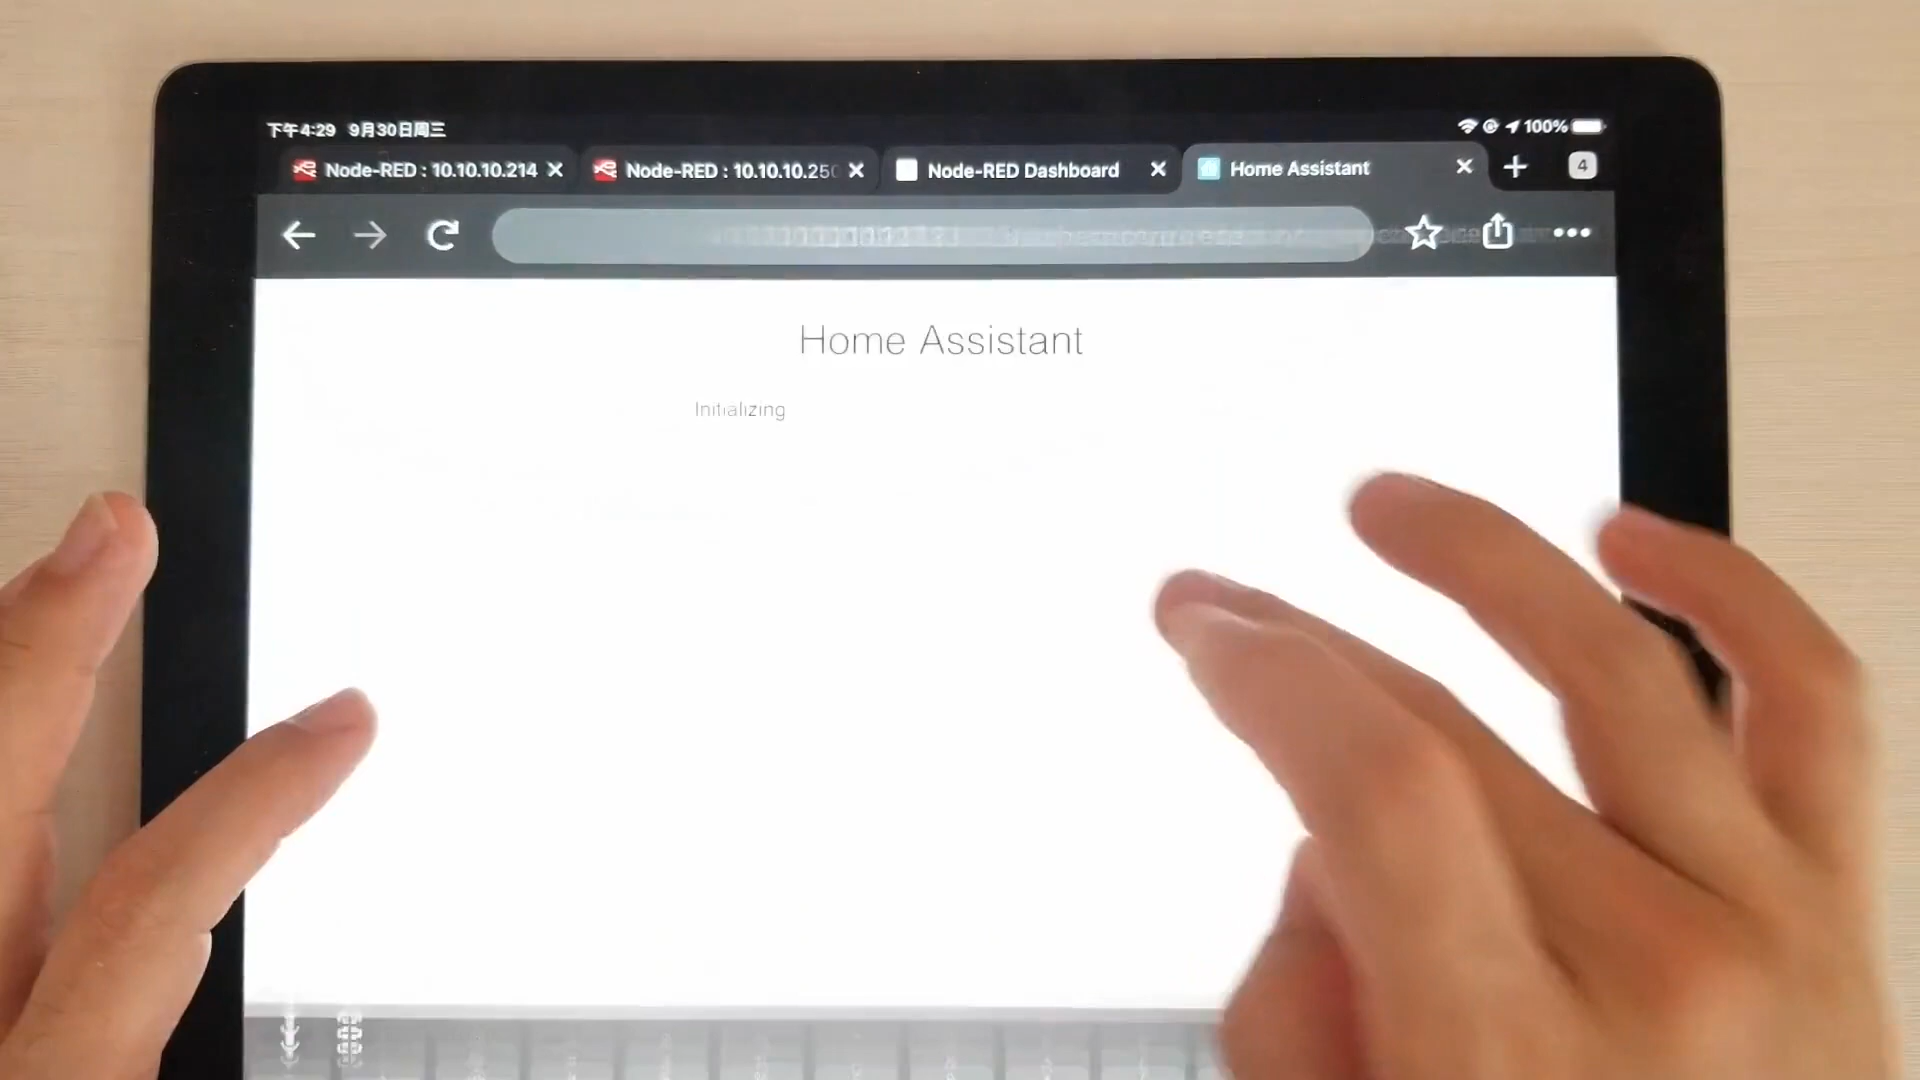 下午4:29 9月30日周三
100%
Node-RED : 10.10.10.214
Node-RED : 10.10.10.250
Node-RED Dashboard
Home Assistant
4
Home Assistant
Initializing